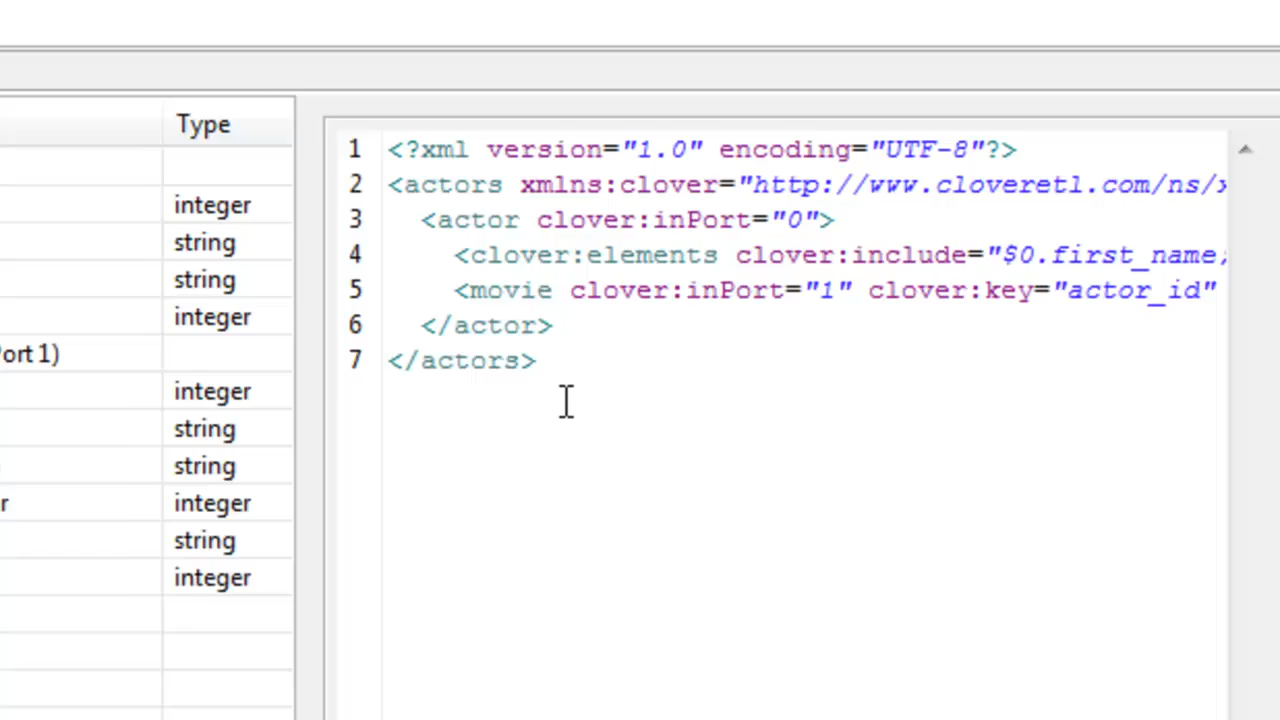 Type
integer
string
string
integer
ort 1)
integer
string
string
r
integer
string
integer
1 <?xml version="1.0" encoding="UTF-8"?>
2 <actors xmlns:clover="http://www.cloveretl.com/ns/x
3 <actor clover:inPort="0">
4 <clover:elements clover:include="$0.first_name;
5 <movie clover:inPort="1" clover:key="actor_id"
6 </actor>
7 </actors>